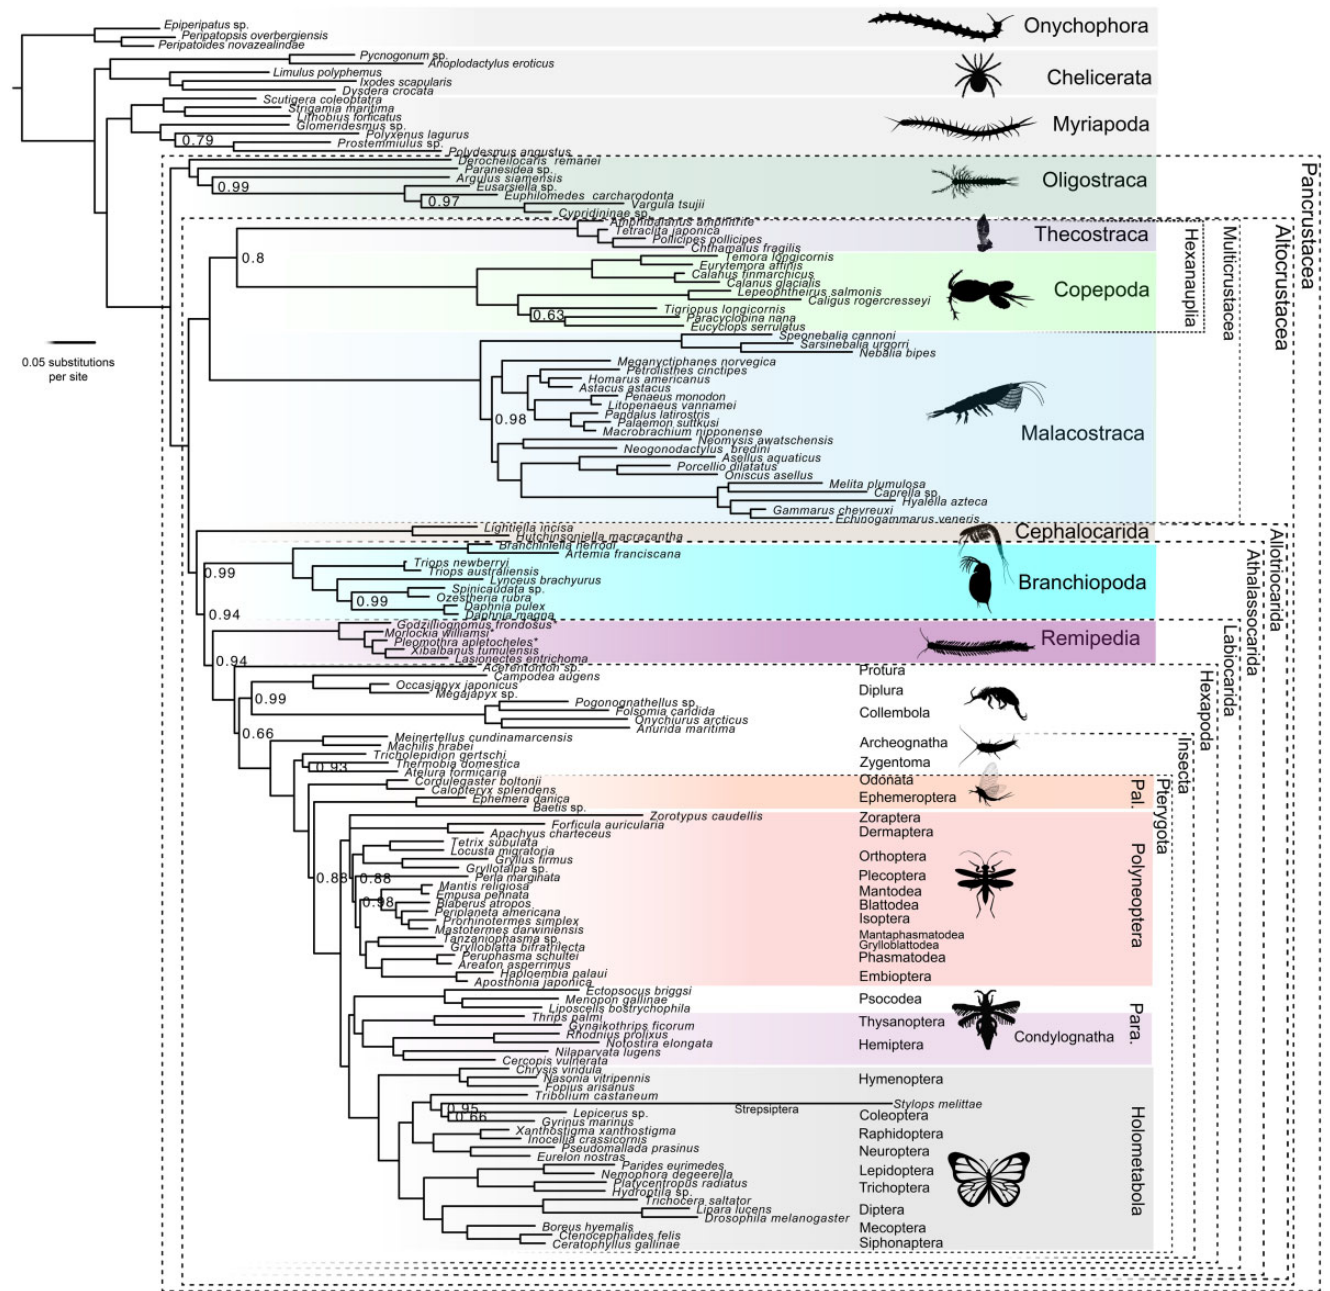 Epiperipatus sp.
Peripatopsis overbergiensis
Peripatoides novazealindae
Onychophora
Pycnogonum sp.
Anoplodactylus eroticus
Limulus polyphemus
Ixodes scapularis
Dysdera crocata
Chelicerata
Scutigera coleoptrata
Strigamia maritima
Lithobius forficatus
Glomeridesmus sp.
Polyxenus lagurus
0.79
Prostemmiulus sp.
Polydesmus angustus
Myriapoda
Derocheilocaris remanei
Paranesidea sp.
Argulus siamensis
0.99
Eusarsiella sp.
Euphilomedes carcharodonta
0.97
Vargula tsujii
Cypridininae sp.
Oligostraca
Pancrustacea
Amphibalanus amphitrite
Tetraclita japonica
Pollicipes pollicipes
Chthamalus fragilis
Thecostraca
0.8
Temora longicornis
Eurytemora affinis
Calanus finmarchicus
Calanus glacialis
Lepeophtheirus salmonis
Caligus rogercresseyi
Tigriopus longicornis
0.63
Paracyclopina nana
Eucyclops serrulatus
Copepoda
Hexanauplia
Multicrustacea
Altocrustacea
0.05 substitutions
per site
Speonebalia cannoni
Sarsinebalia urgorri
Nebalia bipes
Meganyctiphanes norvegica
Petrolisthes cinctipes
Homarus americanus
Astacus astacus
Penaeus monodon
Litopenaeus vannamei
Pandalus latirostris
0.98
Palaemon suttkusi
Macrobrachium nipponense
Neomysis awatschensis
Neogonodactylus bredini
Asellus aquaticus
Porcellio dilatatus
Oniscus asellus
Melita plumulosa
Caprella sp.
Hyalella azteca
Gammarus chevreuxi
Echinogammarus veneris
Malacostraca
Lightiella incisa
Hutchinsoniella macracantha
Cephalocarida
Allotriocarida
Branchiniella herrodi
Artemia franciscana
Triops newberryi
Triops australiensis
0.99
Lynceus brachyurus
Spinicaudata sp.
Ozestheria rubra
0.99
Daphnia pulex
Daphnia magna
0.94
Branchiopoda
Athalassocarida
Godzilliognomus frondosus*
Morlockia williamsi*
Pleomothra apletocheles*
Xibalbanus tumulensis
Lasionectes entrichoma
0.94
Remipedia
Labiocarida
Acerentomon sp.
Protura
Campodea augens
Occasjapyx japonicus
Megajapyx sp.
0.99
Diplura
Pogonognathellus sp.
Folsomia candida
Onychiurus arcticus
Anurida maritima
Collembola
0.66
Hexapoda
Meinertellus cundinamarcensis
Machilis hrabei
Archeognatha
Tricholepidion gertschi
Thermobia domestica
0.93
Atelura formicaria
Zygentoma
Insecta
Cordulegaster boltonii
Calopteryx splendens
Odonata
Ephemera danica
Baetis sp.
Ephemeroptera
Pal.
Pterygota
Zorotypus caudellis
Zoraptera
Forficula auricularia
Apachyus charteceus
Dermaptera
Tetrix subulata
Locusta migratoria
Gryllus firmus
Gryllotalpa sp.
Orthoptera
0.88
0.88
Perla marginata
Plecoptera
Mantis religiosa
Empusa pennata
Mantodea
0.98
Blaberus atropos
Periplaneta americana
Blattodea
Prorhinotermes simplex
Mastotermes darwiniensis
Isoptera
Tanzaniophasma sp.
Mantaphasmatodea
Grylloblatta bifratrilecta
Grylloblattodea
Peruphasma schultei
Areaton asperrimus
Phasmatodea
Haploembia palaui
Aposthonia japonica
Embioptera
Polyneoptera
Ectopsocus briggsi
Menopon gallinae
Liposcelis bostrychophila
Psocodea
Thrips palmi
Gynaikothrips ficorum
Thysanoptera
Rhodnius prolixus
Notostira elongata
Nilaparvata lugens
Cercopis vulnerata
Hemiptera
Condylognatha
Para.
Chrysis viridula
Nasonia vitripennis
Fopius arisanus
Hymenoptera
Tribolium castaneum
Stylops melittae
Strepsiptera
0.95
0.66
Lepicerus sp.
Gyrinus marinus
Coleoptera
Xanthostigma xanthostigma
Inocellia crassicornis
Raphidoptera
Pseudomallada prasinus
Eurelon nostras
Neuroptera
Parides eurimedes
Nemophora degeerella
Lepidoptera
Platycentropus radiatus
Hydroptila sp.
Trichoptera
Trichocera saltator
Lipara lucens
Drosophila melanogaster
Diptera
Boreus hyemalis
Mecoptera
Ctenocephalides felis
Ceratophyllus gallinae
Siphonaptera
Holometabola